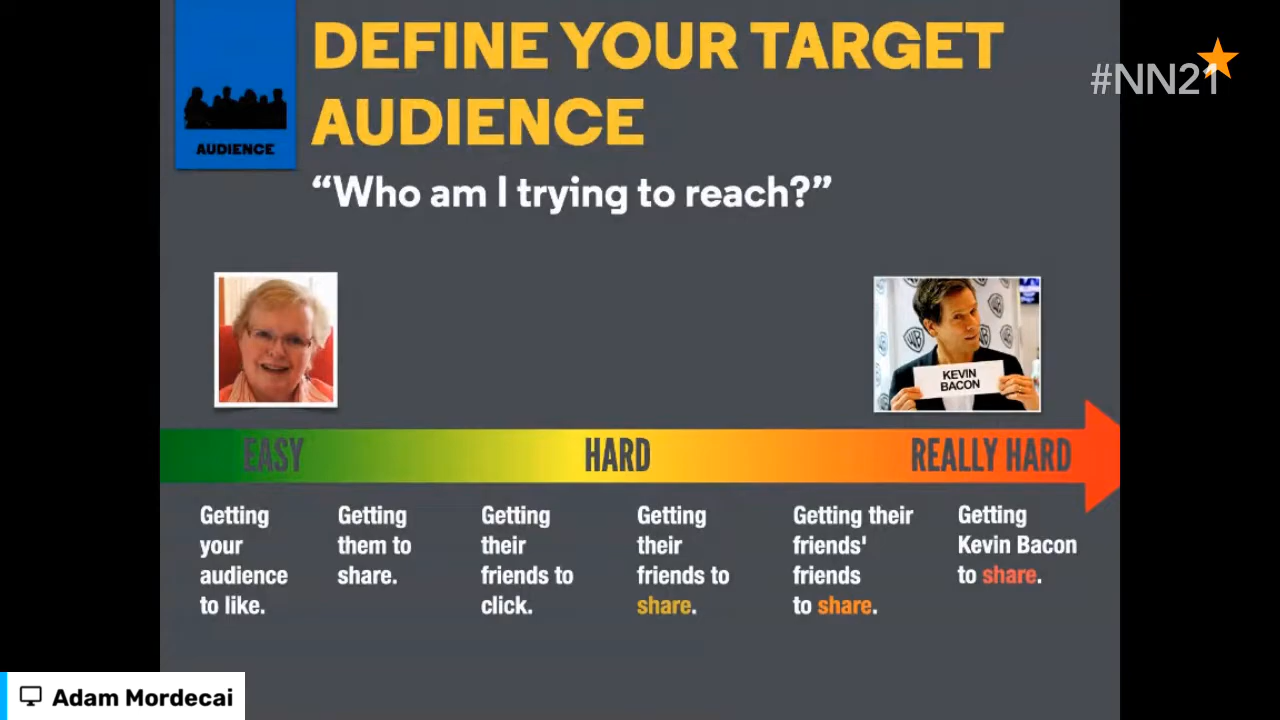 DEFINE YOUR TARGET
AUDIENCE
AUDIENCE
“Who am I trying to reach?”
#NN21
KEVIN
BACON
EASY
HARD
REALLY HARD
Getting
your
audience
to like.
Getting
them to
share.
Getting
their
friends to
click.
Getting
their
friends to
share.
Getting their
friends'
friends
to share.
Getting
Kevin Bacon
to share.
Adam Mordecai